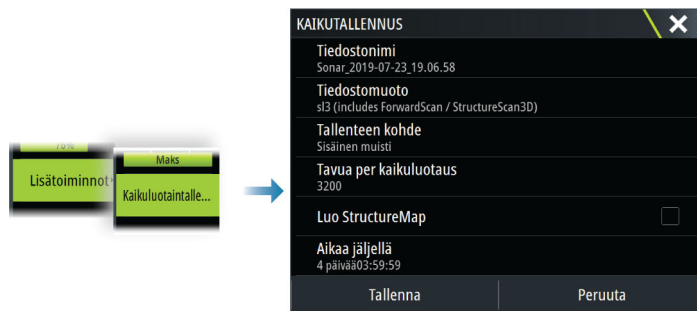 76%
Lisätoiminnot
Maks
Kaikuluotaintalle...
KAIKUTALLENNUS
Tiedostonimi
Sonar_2019-07-23_19.06.58
Tiedostomuoto
sl3 (includes ForwardScan / StructureScan3D)
Tallenteen kohde
Sisäinen muisti
Tavua per kaikuluotaus
3200
Luo StructureMap
Aikaa jäljellä
4 päivää03:59:59
Tallenna
Peruuta